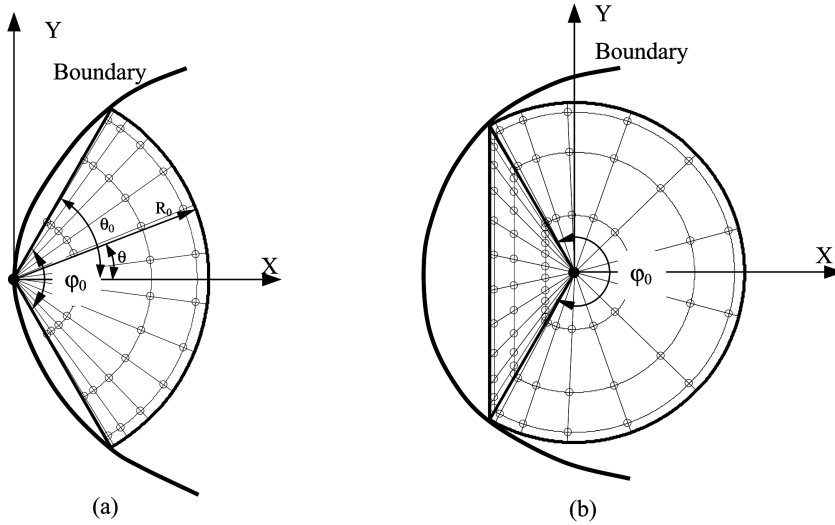 Y
Boundary
R₀
θ₀
θ
X
φ₀
(a)
Y
Boundary
X
φ₀
(b)